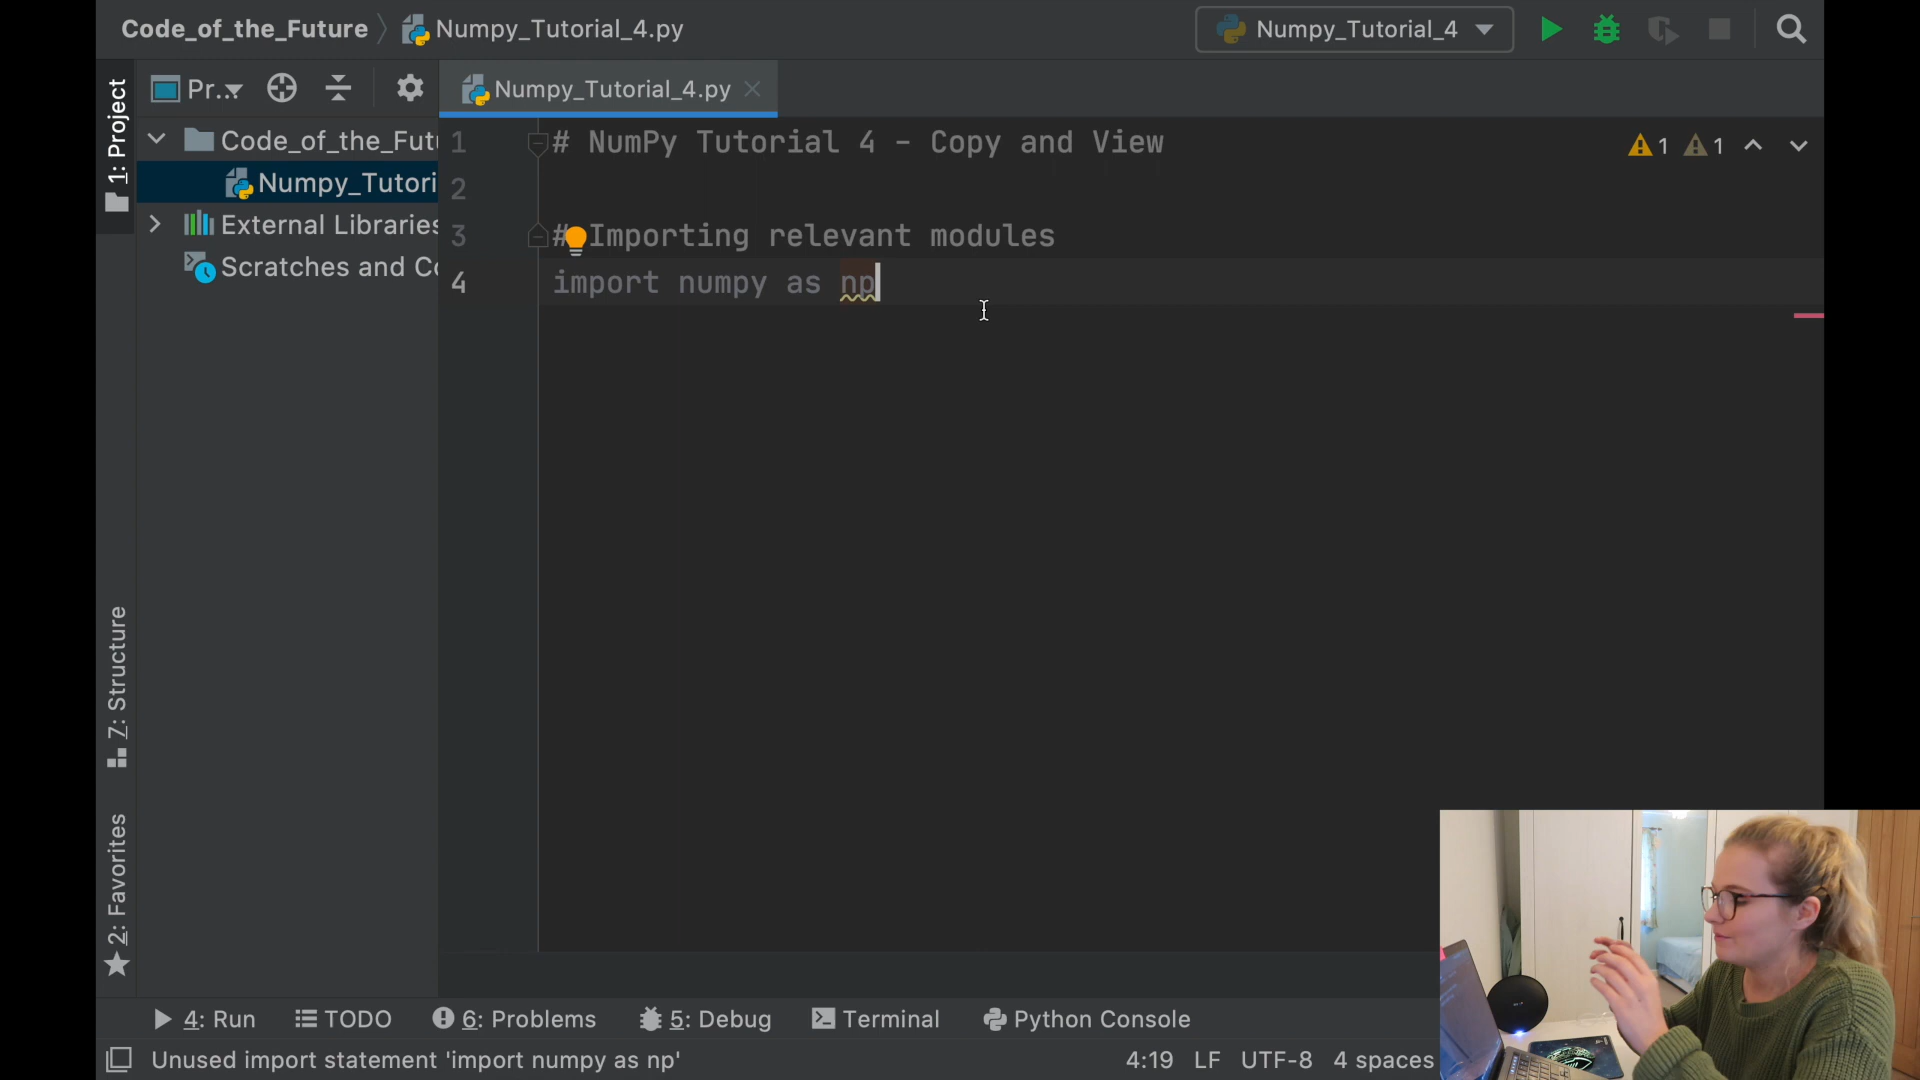 Code_of_the_Future
Numpy_Tutorial_4.py
Numpy_Tutorial_4
1: Project
Pr...
Numpy_Tutorial_4.py
Code_of_the_Futu
Numpy_Tutori
External Libraries
Scratches and Co
1 # NumPy Tutorial 4 - Copy and View
2
3 # Importing relevant modules
4 import numpy as np
1 1
7: Structure
2: Favorites
4: Run
TODO
6: Problems
5: Debug
Terminal
Python Console
Unused import statement 'import numpy as np'
4:19 LF UTF-8 4 spaces